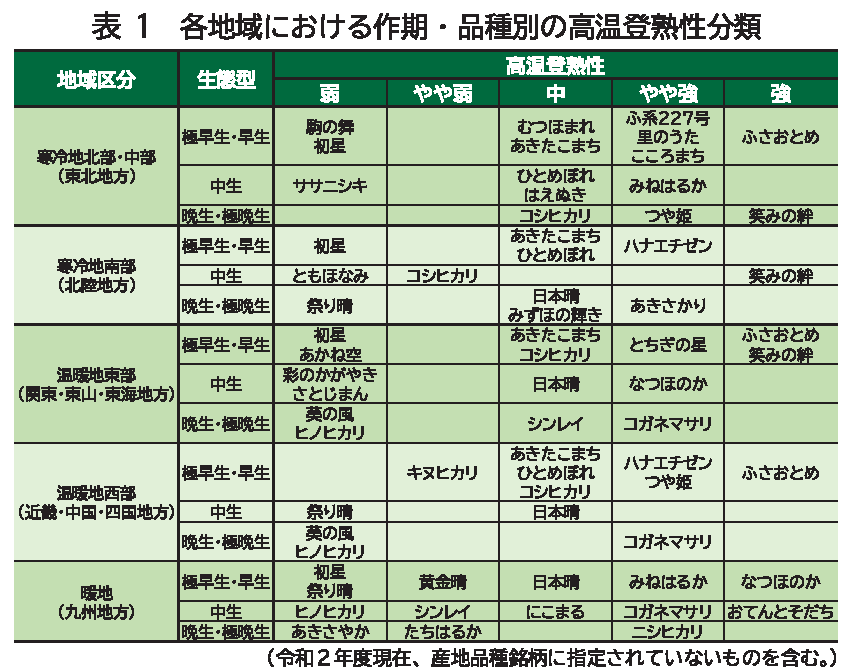 表 1 各地域における作期・品種別の高温登熟性分類
地域区分 生態型 高温登熟性
弱 やや弱 中 やや強 強
寒冷地北部・中部
(東北地方)
極早生・早生 駒の舞 初星 むつほまれ あきたこまち ふ系227号 里のうた こころまち ふさおとめ
中生 ササニシキ ひとめぼれ はえぬき みねはるか
晩生・極晩生 コシヒカリ つや姫 笑みの絆
寒冷地南部
(北陸地方)
極早生・早生 初星 あきたこまち ひとめぼれ ハナエチゼン
中生 ともほなみ コシヒカリ 笑みの絆
晩生・極晩生 祭り晴 日本晴 みずほの輝き あきさかり
温暖地東部
(関東・東山・東海地方)
極早生・早生 初星 あかね空 あきたこまち コシヒカリ とちぎの星 ふさおとめ 笑みの絆
中生 彩のかがやき さとじまん 日本晴 なつほのか
晩生・極晩生 葵の風 ヒノヒカリ シンレイ コガネマサリ
温暖地西部
(近畿・中国・四国地方)
極早生・早生 キヌヒカリ あきたこまち ひとめぼれ コシヒカリ ハナエチゼン つや姫 ふさおとめ
中生 祭り晴 日本晴
晩生・極晩生 葵の風 ヒノヒカリ コガネマサリ
暖地
(九州地方)
極早生・早生 初星 祭り晴 黄金晴 日本晴 みねはるか なつほのか
中生 ヒノヒカリ シンレイ にこまる コガネマサリ おてんとそだち
晩生・極晩生 あきさやか たちはるか ニシヒカリ
(令和2年度現在、産地品種銘柄に指定されていないものを含む。)